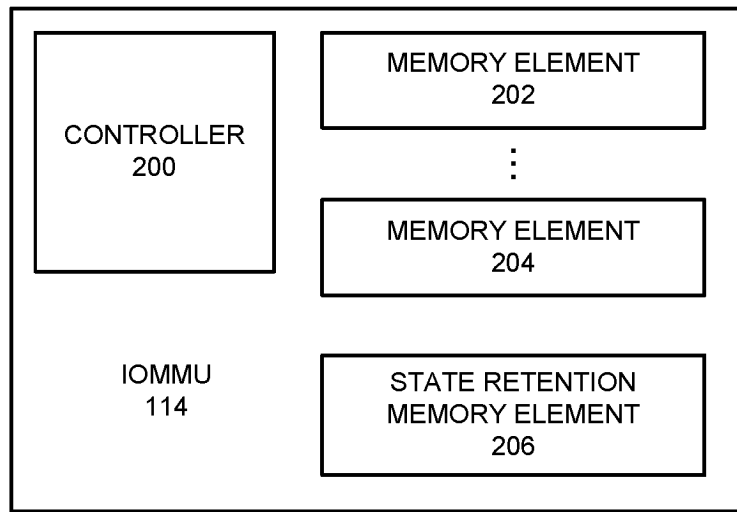 CONTROLLER
200
MEMORY ELEMENT
202
⋮
MEMORY ELEMENT
204
IOMMU
114
STATE RETENTION
MEMORY ELEMENT
206